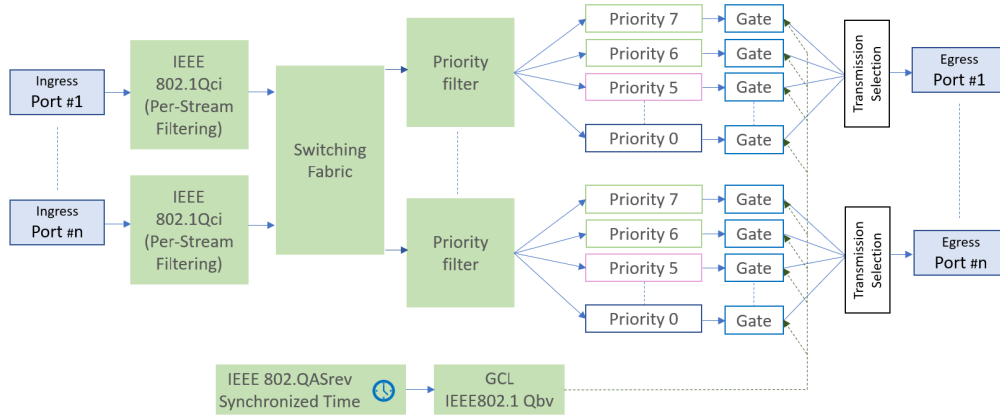 Ingress
Port #1
IEEE
802.1Qci
(Per-Stream
Filtering)
Switching
Fabric
Priority
filter
Priority 7
Gate
Priority 6
Gate
Priority 5
Gate
Priority 0
Gate
Transmission
Selection
Egress
Port #1
Ingress
Port #n
IEEE
802.1Qci
(Per-Stream
Filtering)
Priority
filter
Priority 7
Gate
Priority 6
Gate
Priority 5
Gate
Priority 0
Gate
Transmission
Selection
Egress
Port #n
IEEE 802.QASrev
Synchronized Time
GCL
IEEE802.1 Qbv